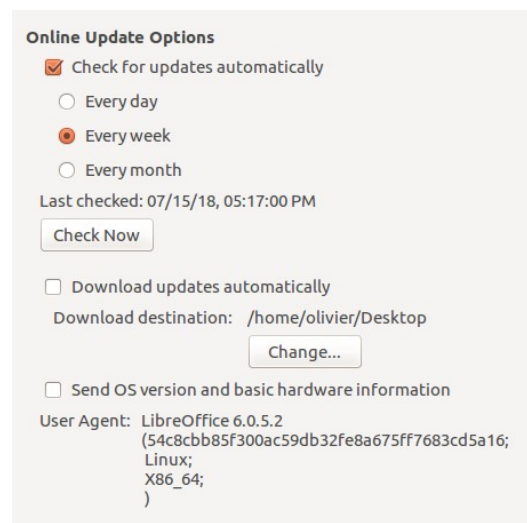 Online Update Options
Check for updates automatically
Every day
Every week
Every month
Last checked: 07/15/18, 05:17:00 PM
Check Now
Download updates automatically
Download destination: /home/olivier/Desktop
Change...
Send OS version and basic hardware information
User Agent: LibreOffice 6.0.5.2
(54c8cbb85f300ac59db32fe8a675ff7683cd5a16;
Linux;
X86_64;
)